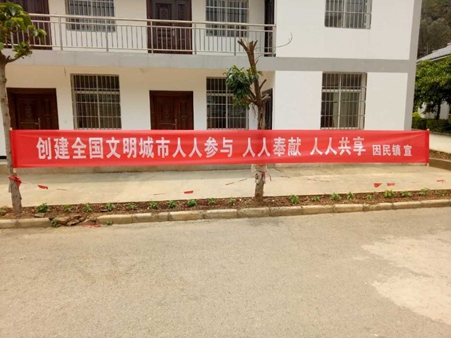 创建全国文明城市人人参与 人人奉献 人人共享 因民镇 宣